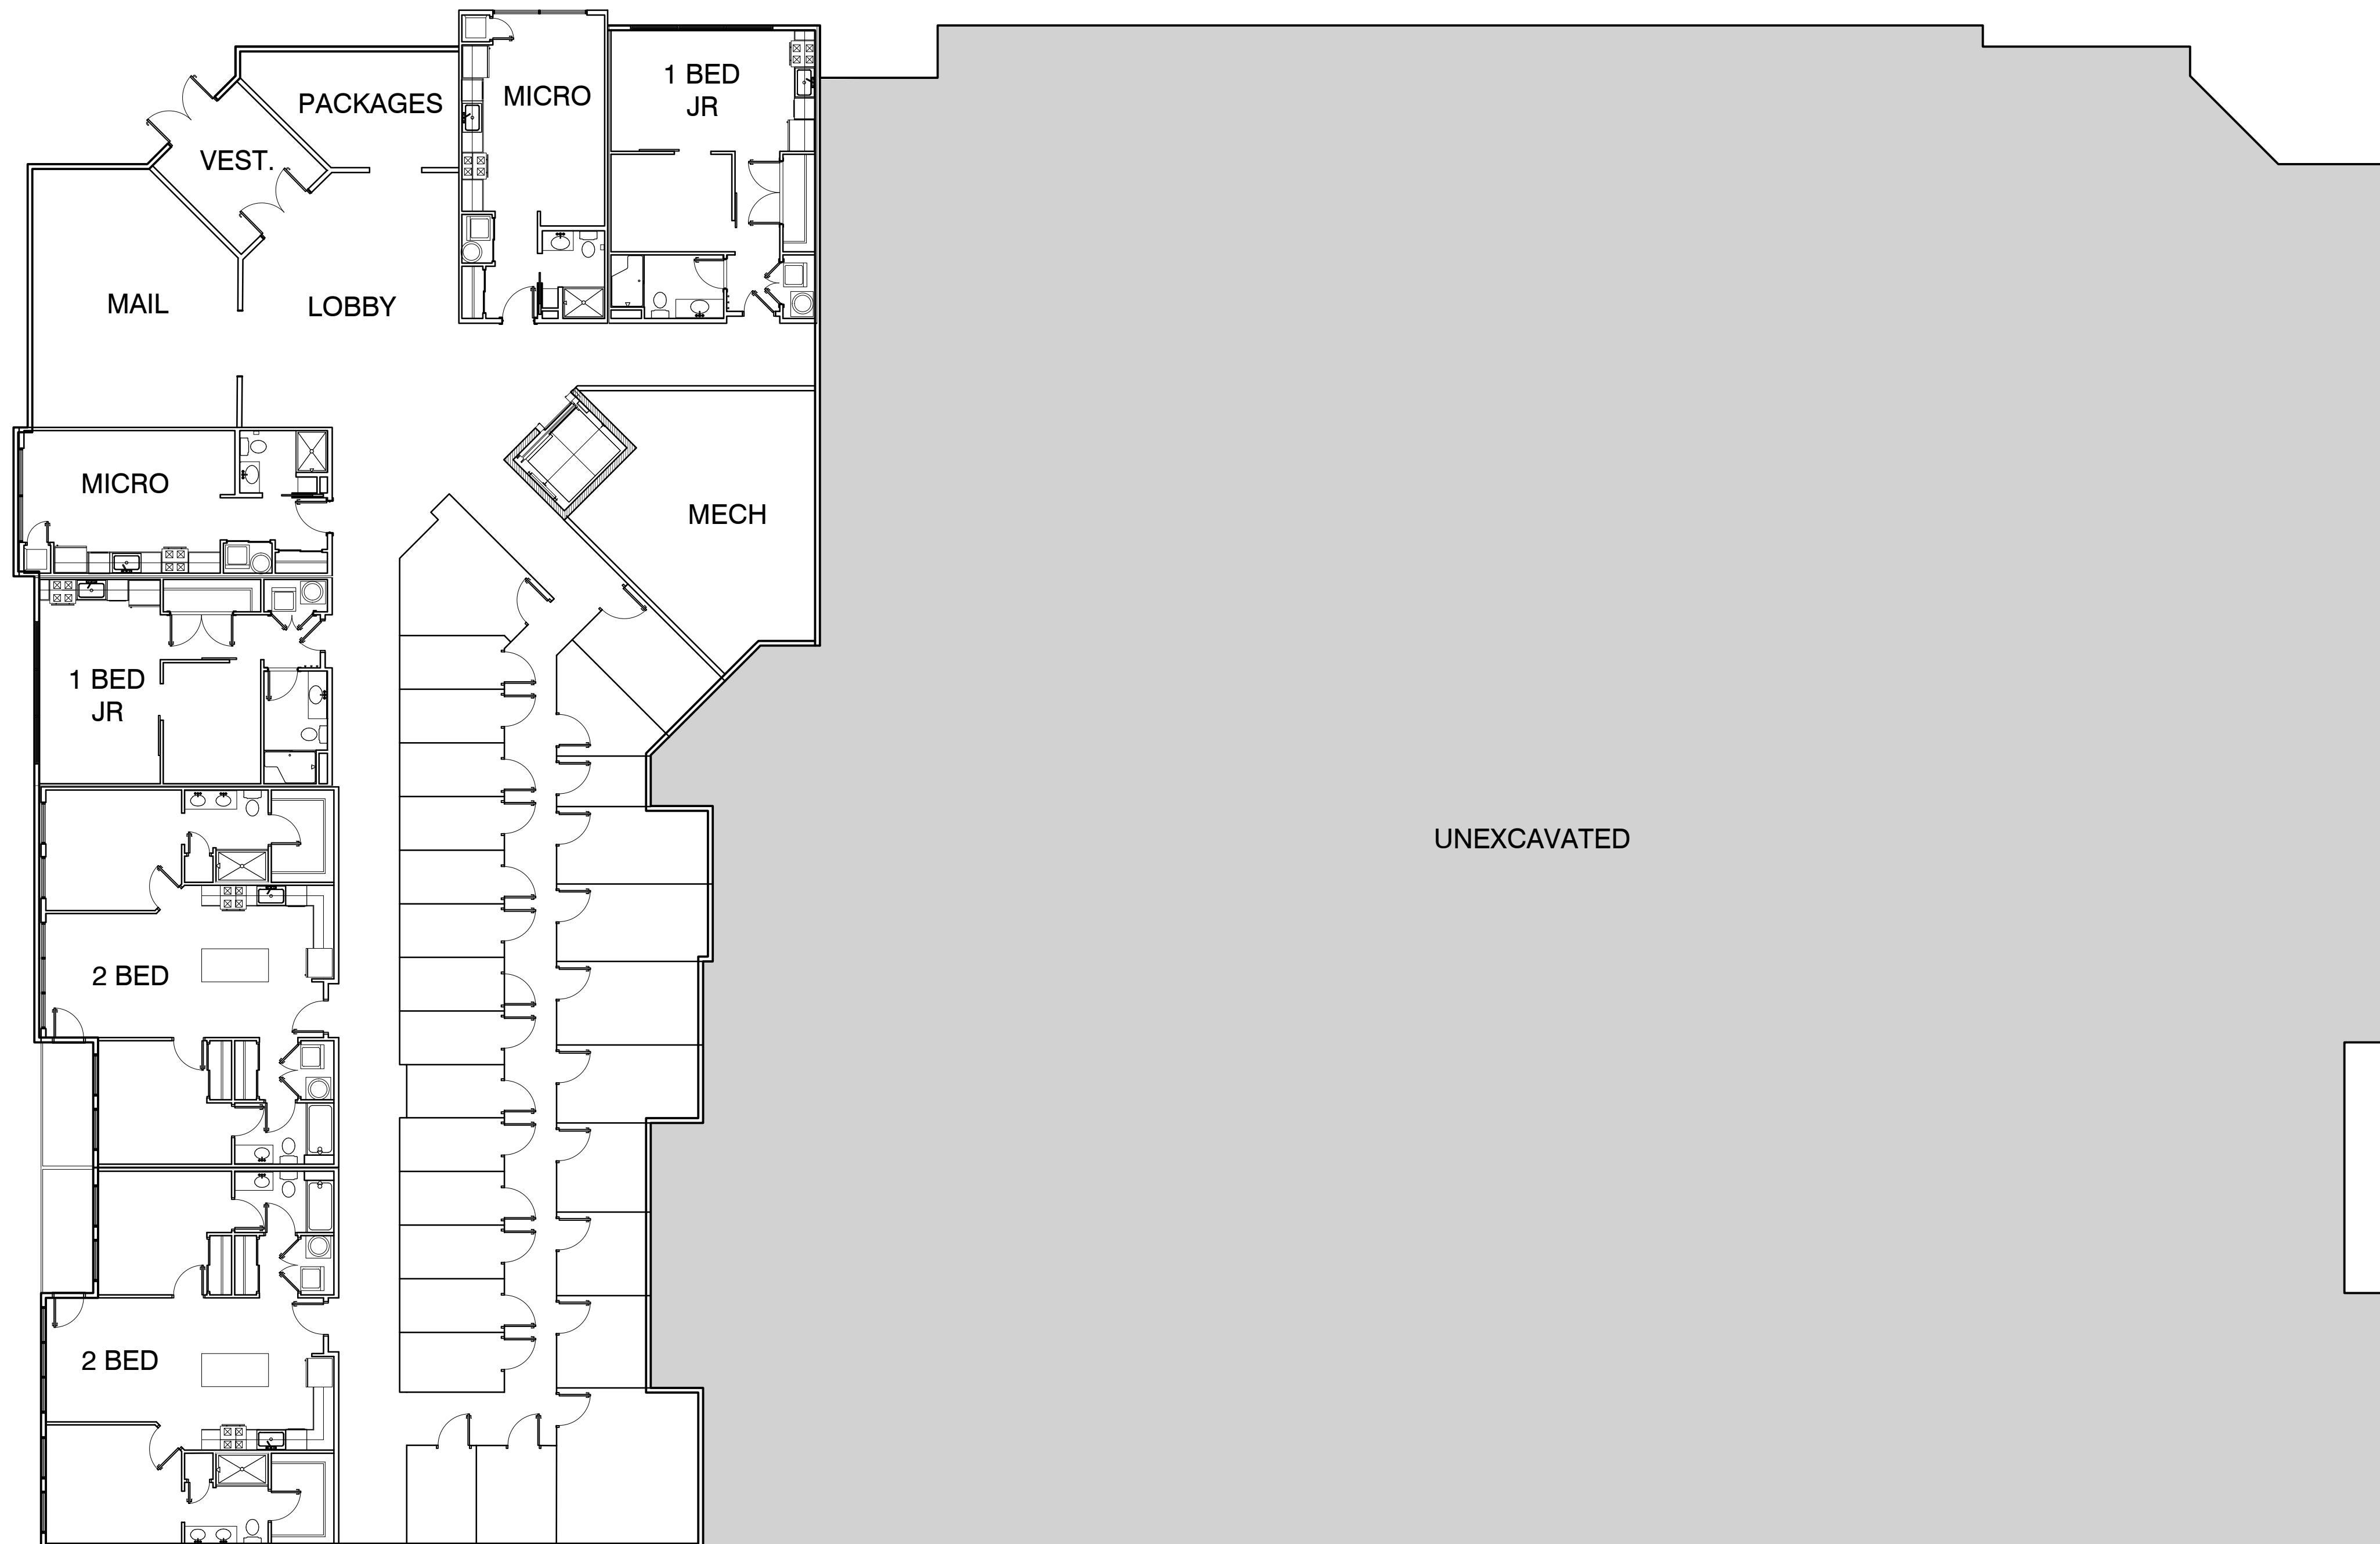 1 BED
JR
MICRO
PACKAGES
VEST.
MAIL
LOBBY
MICRO
MECH
1 BED
JR
UNEXCAVATED
2 BED
2 BED